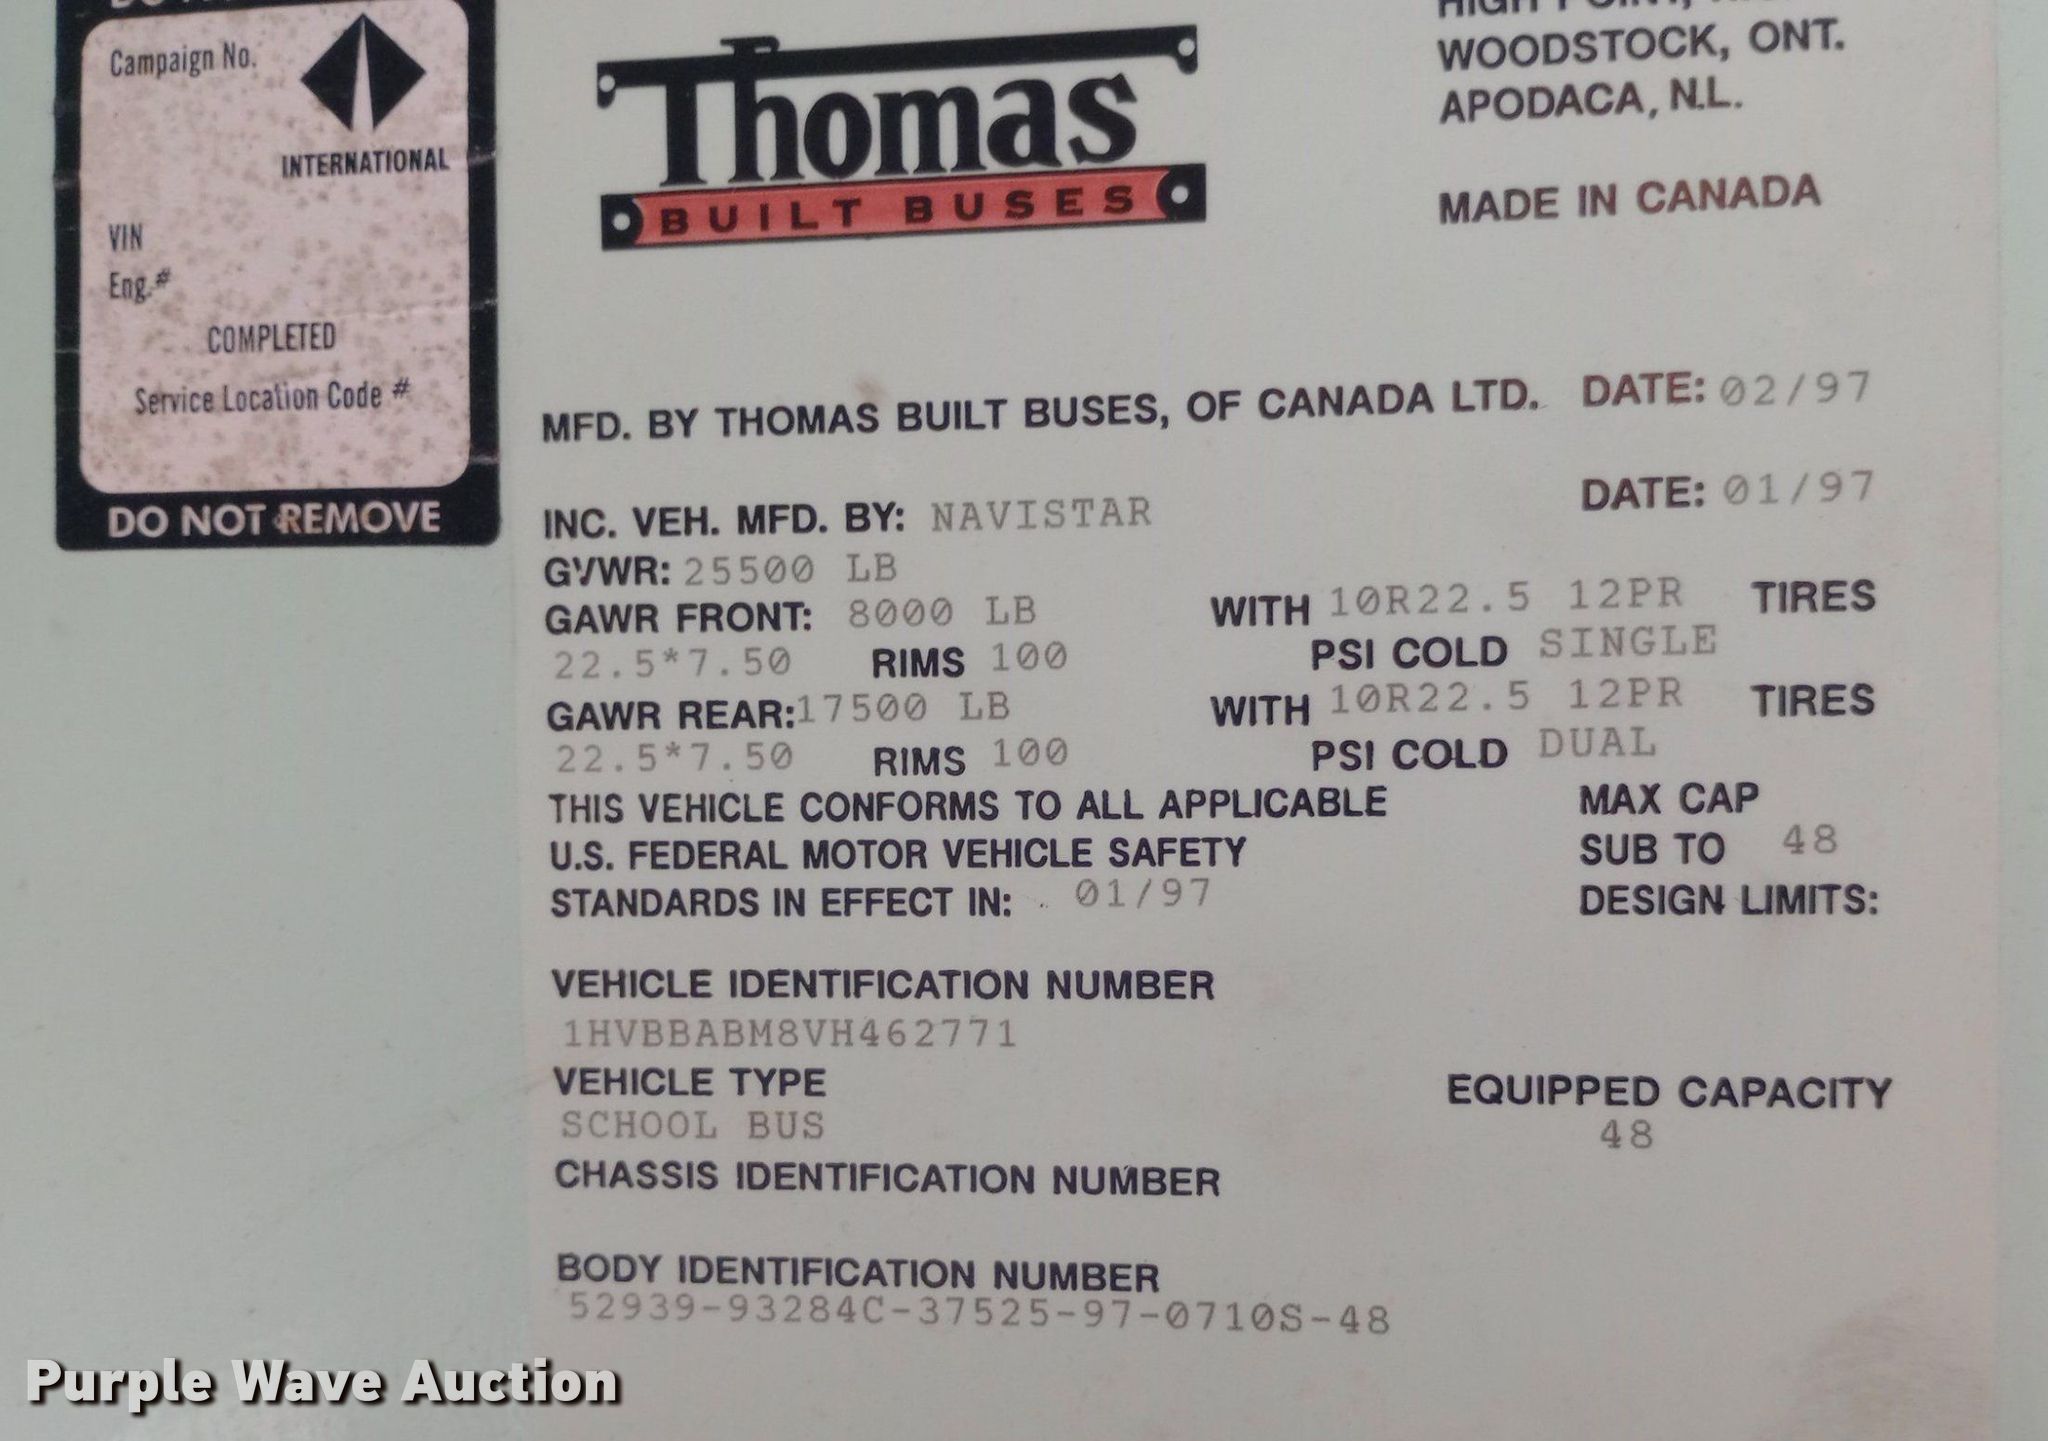 Campaign No.
INTERNATIONAL
VIN
Eng.#
COMPLETED
Service Location Code #
DO NOT REMOVE
Thomas
BUILT BUSES
HIGH POINT,
WOODSTOCK, ONT.
APODACA, N.L.
MADE IN CANADA
MFD. BY THOMAS BUILT BUSES, OF CANADA LTD. DATE: 02/97
INC. VEH. MFD. BY: NAVISTAR DATE: 01/97
GVWR: 25500 LB
GAWR FRONT: 8000 LB WITH 10R22.5 12PR TIRES
22.5*7.50 RIMS 100 PSI COLD SINGLE
GAWR REAR: 17500 LB WITH 10R22.5 12PR TIRES
22.5*7.50 RIMS 100 PSI COLD DUAL
THIS VEHICLE CONFORMS TO ALL APPLICABLE MAX CAP
U.S. FEDERAL MOTOR VEHICLE SAFETY SUB TO 48
STANDARDS IN EFFECT IN: 01/97 DESIGN LIMITS:
VEHICLE IDENTIFICATION NUMBER
1HVBBABM8VH462771
VEHICLE TYPE EQUIPPED CAPACITY
SCHOOL BUS 48
CHASSIS IDENTIFICATION NUMBER
BODY IDENTIFICATION NUMBER
52939-93284C-37525-97-0710S-48
Purple Wave Auction